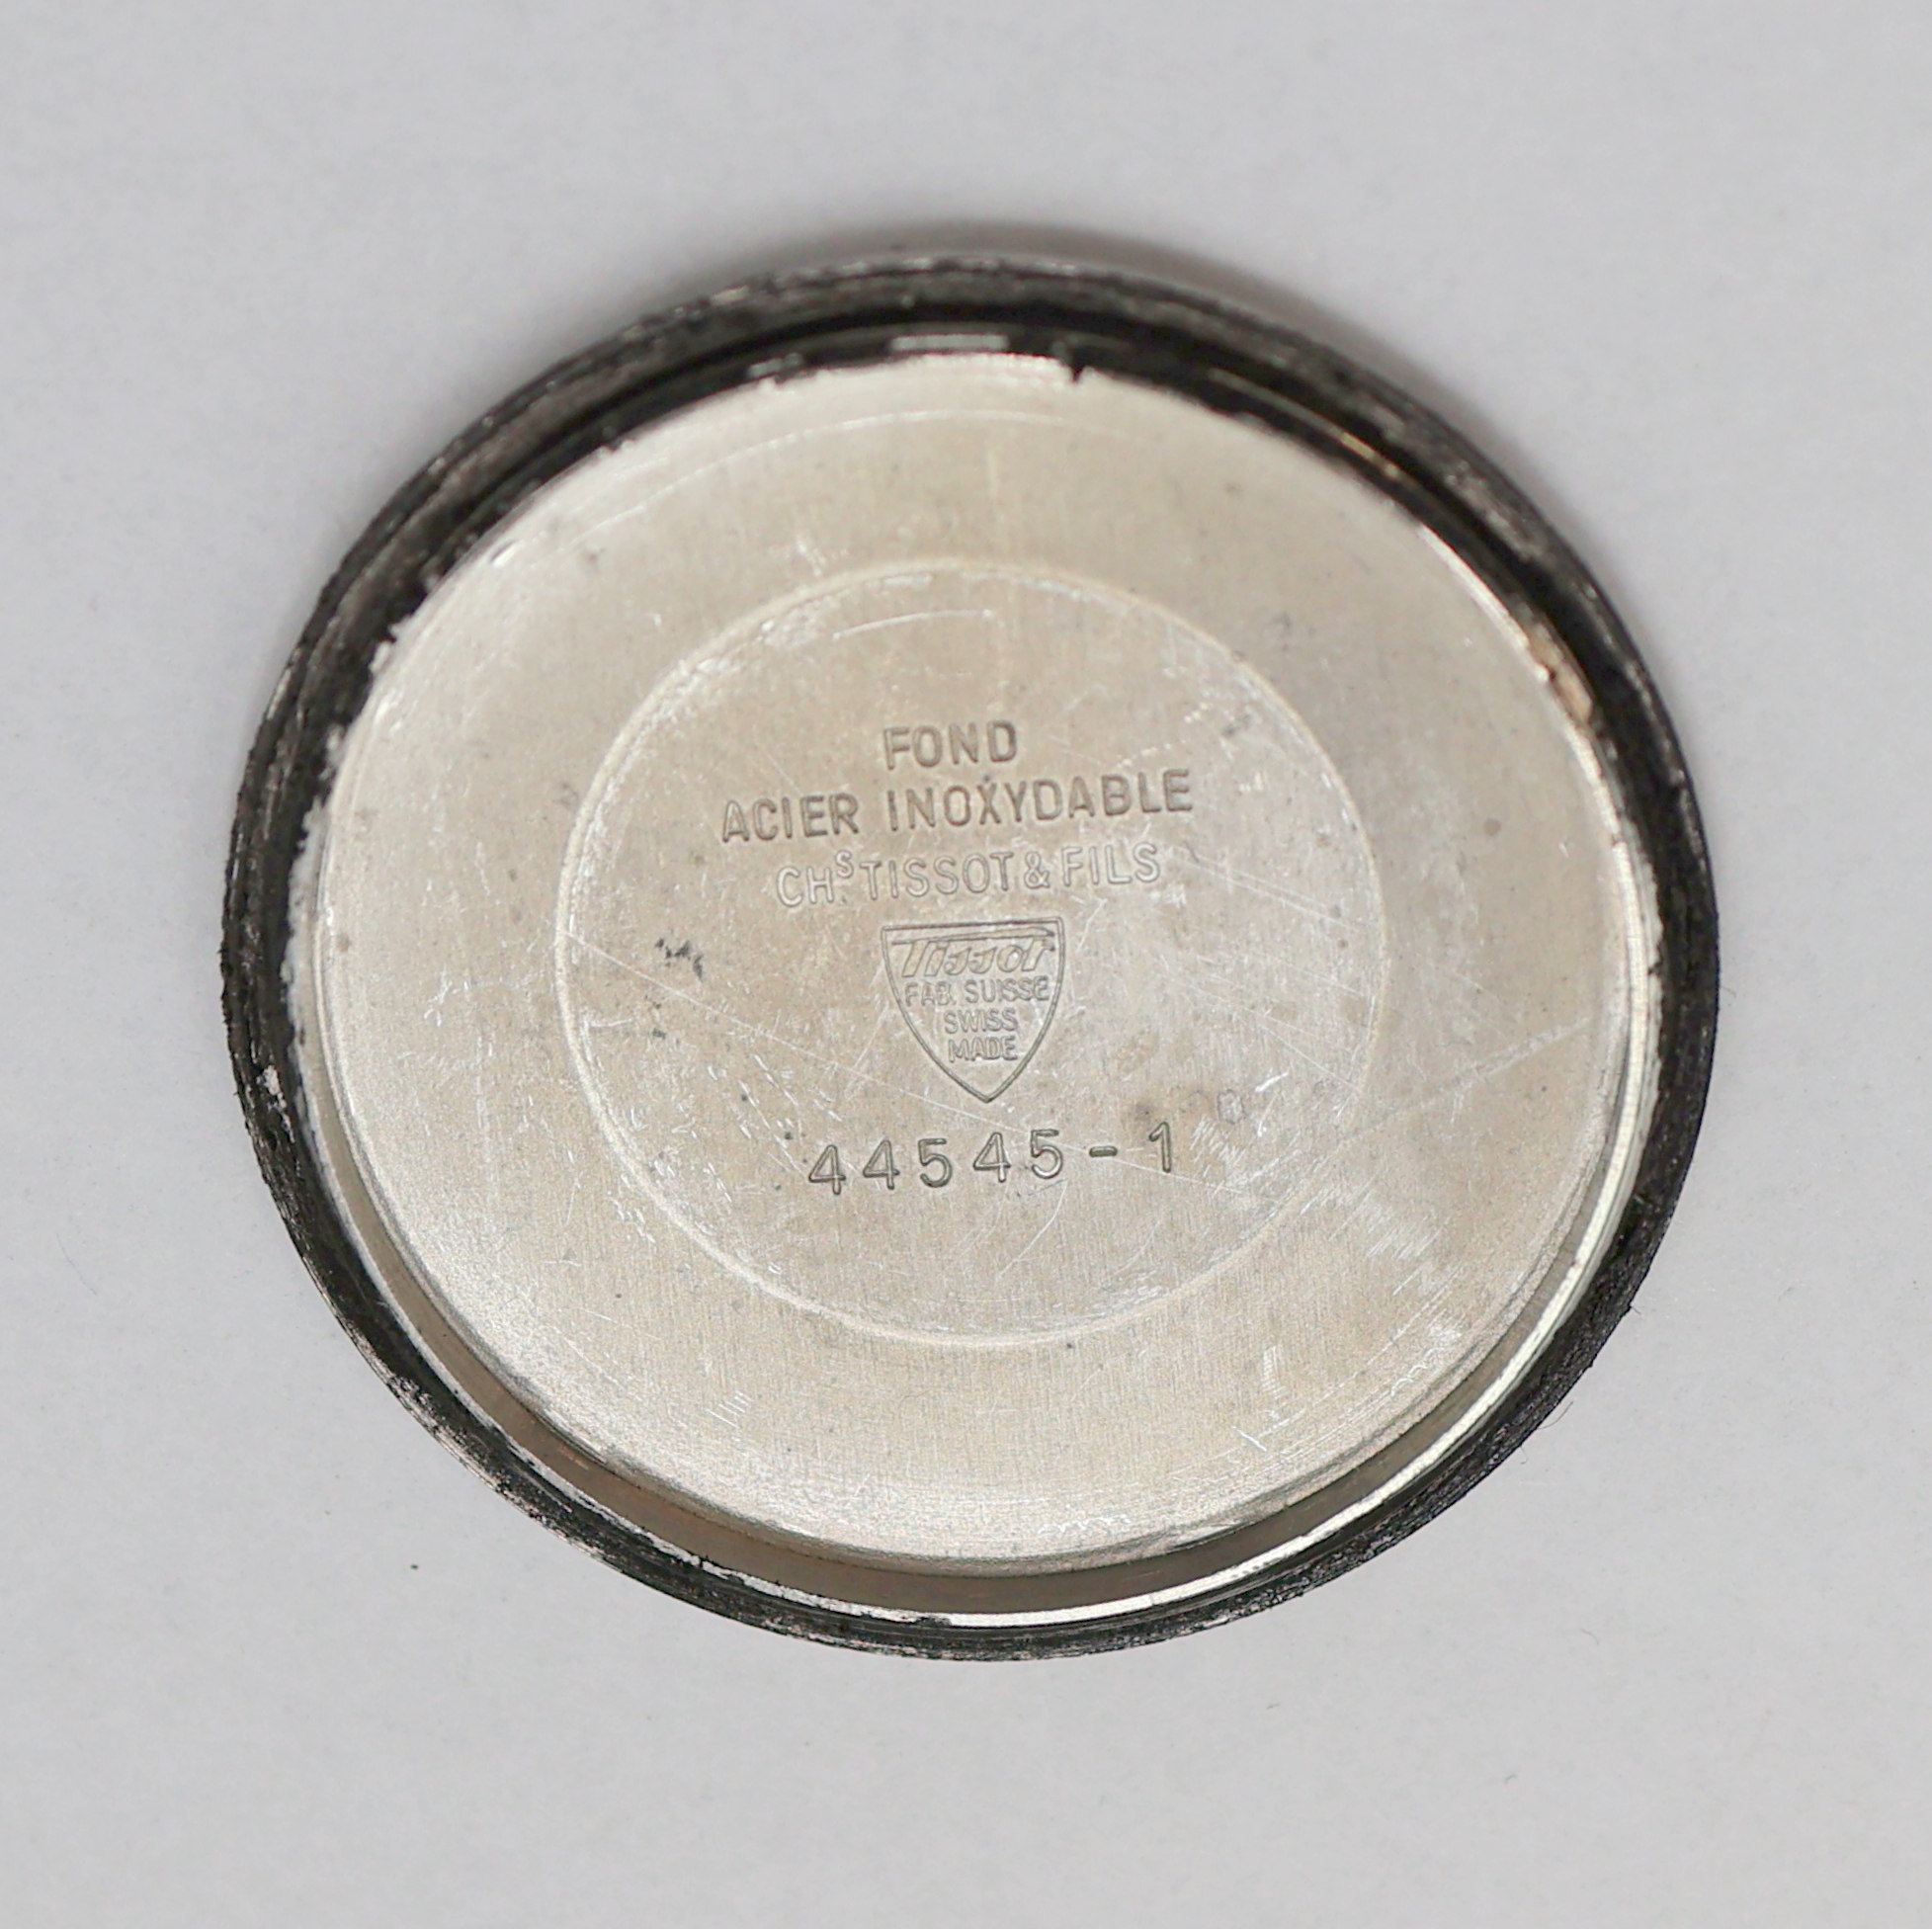 FOND
ACIER INOXYDABLE
CHS. TISSOT & FILS
Tissot
FAB. SUISSE
SWISS
MADE
44545-1